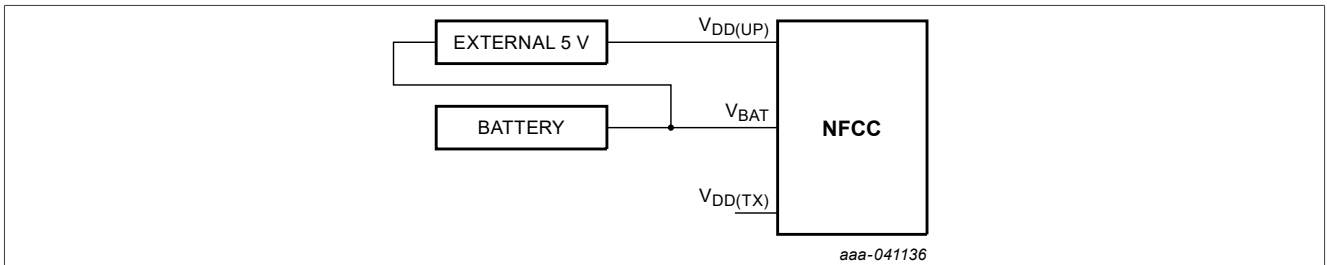 EXTERNAL 5 V
VDD(UP)
BATTERY
VBAT
NFCC
VDD(TX)
aaa-041136